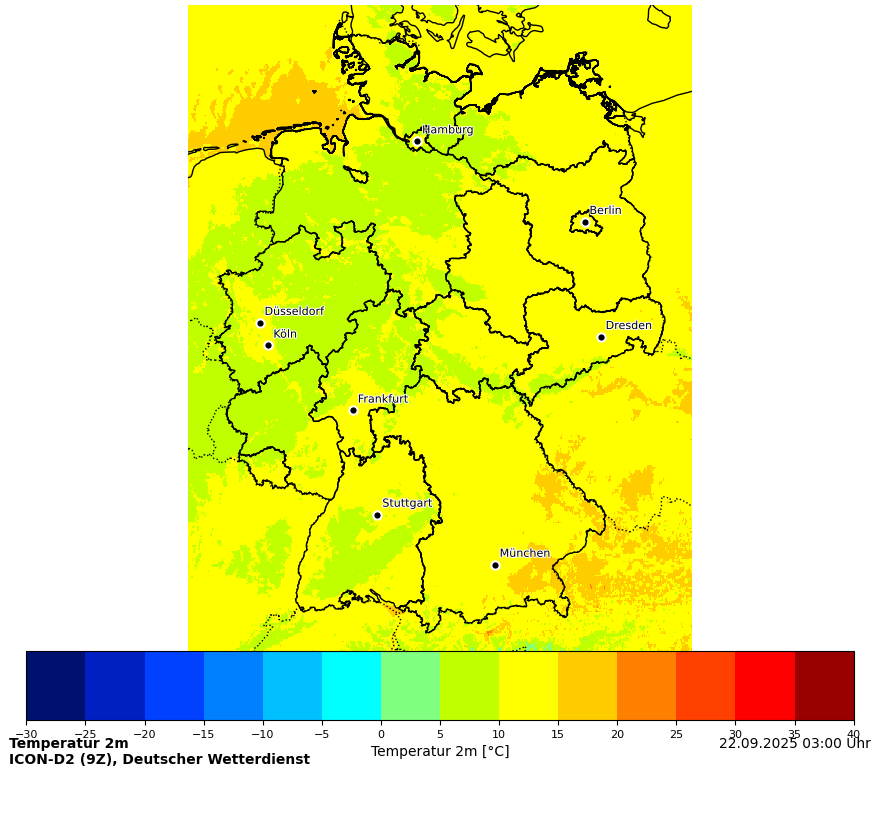 Hamburg
Berlin
Düsseldorf
Köln
Dresden
Frankfurt
Stuttgart
München
−30 −25 −20 −15 −10 −5 0 5 10 15 20 25 30 35 40
Temperatur 2m
ICON-D2 (9Z), Deutscher Wetterdienst
Temperatur 2m [°C]
22.09.2025 03:00 Uhr